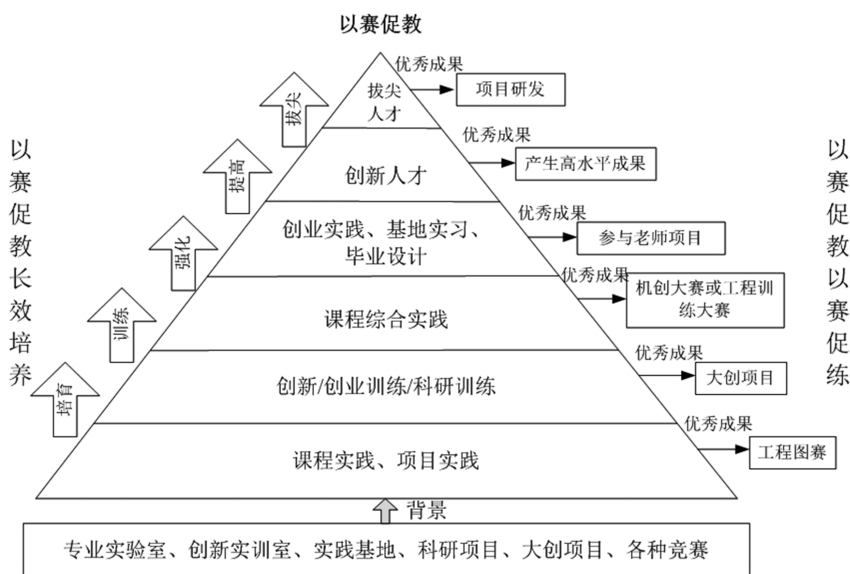 以赛促教
优秀成果
拔尖
人才
项目研发
拔尖
优秀成果
创新人才
产生高水平成果
提高
优秀成果
创业实践、基地实习、
毕业设计
参与老师项目
强化
优秀成果
课程综合实践
机创大赛或工程训
练大赛
训练
优秀成果
创新/创业训练/科研训练
大创项目
培育
优秀成果
课程实践、项目实践
工程图赛
以赛促教长效培养
以赛促教以赛促练
背景
专业实验室、创新实训室、实践基地、科研项目、大创项目、各种竞赛